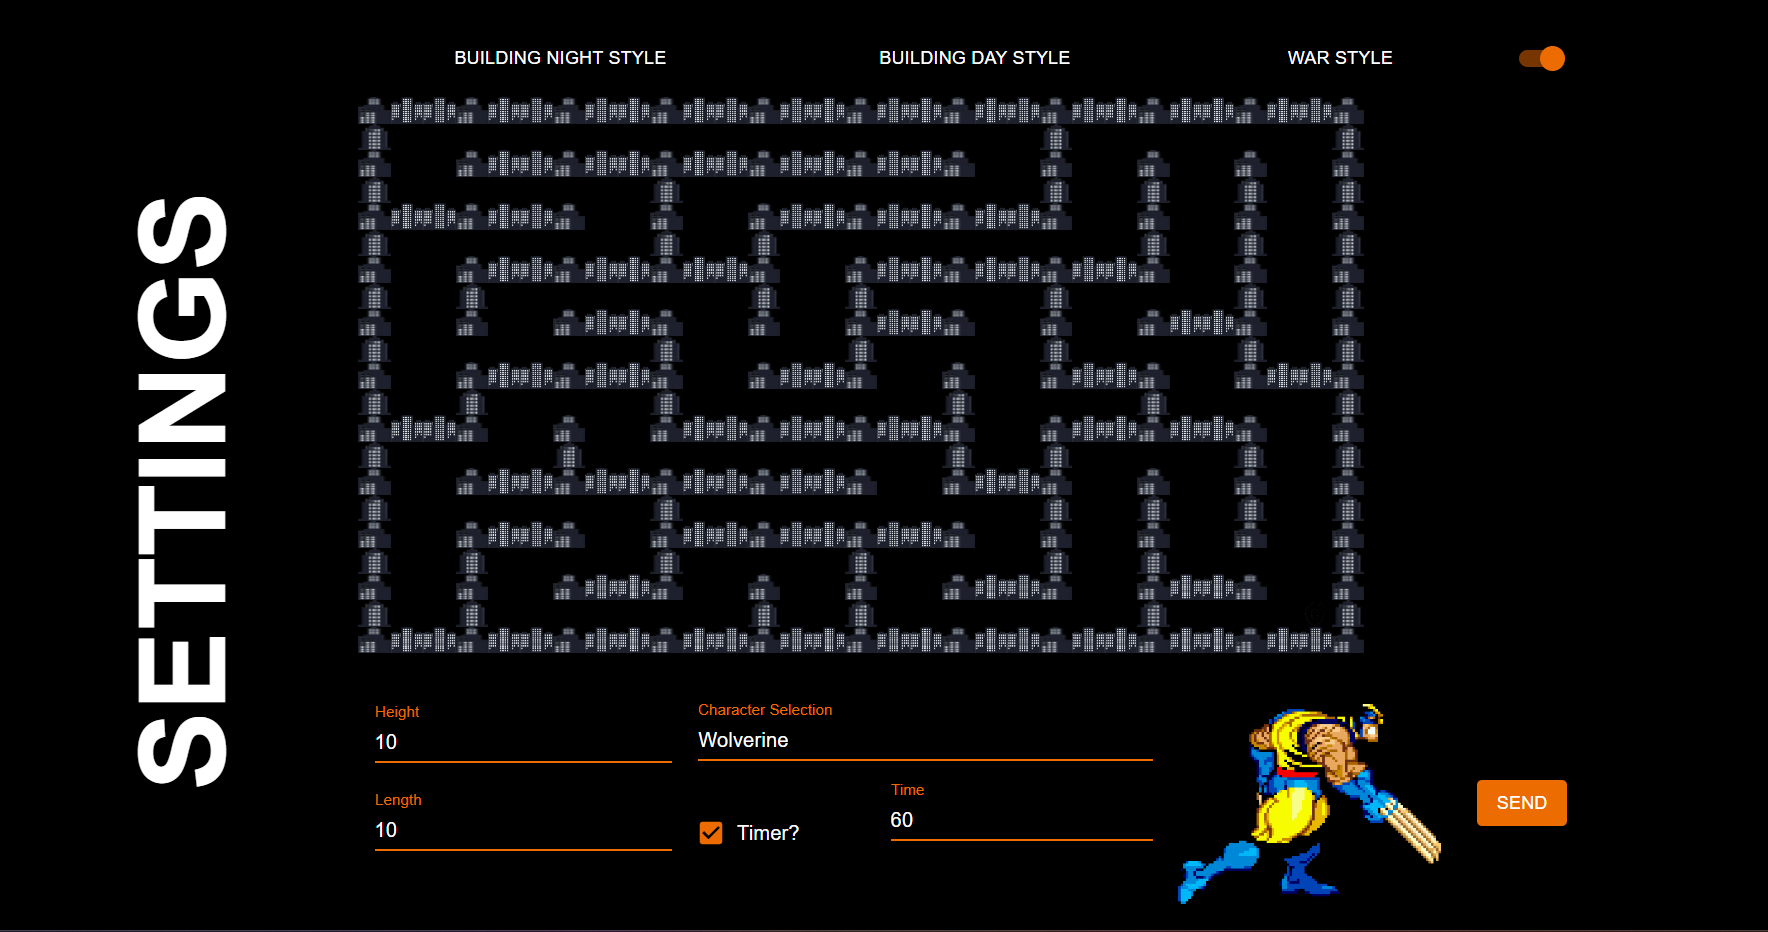 SETTINGS
BUILDING NIGHT STYLE
BUILDING DAY STYLE
WAR STYLE
Height
10
Character Selection
Wolverine
Length
10
Timer?
Time
60
SEND